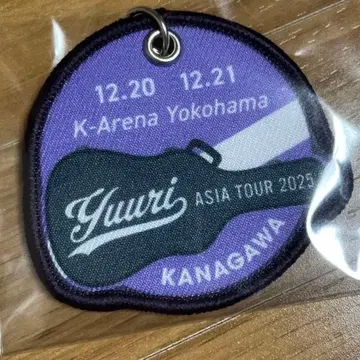 12.20 12.21
K-Arena Yokohama
Yuuri ASIA TOUR 2025
KANAGAWA